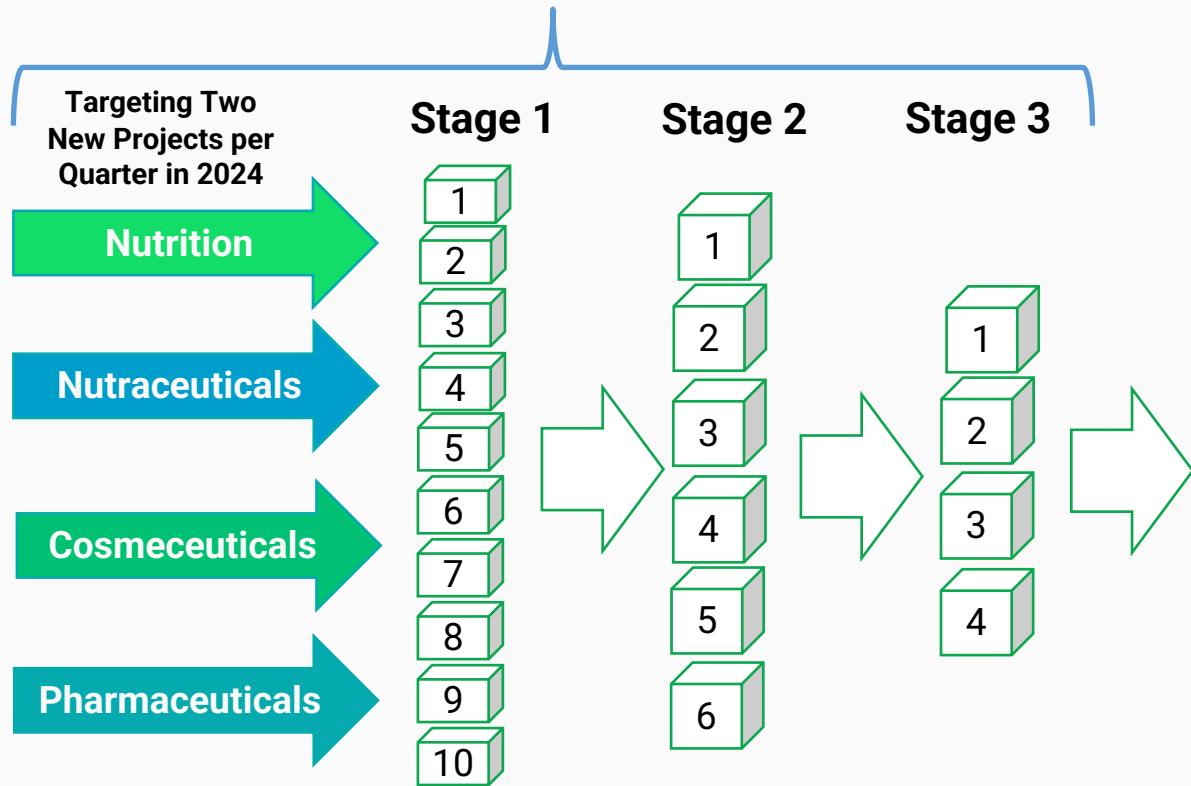 Targeting Two
New Projects per
Quarter in 2024
Stage 1
Stage 2
Stage 3
Nutrition
Nutraceuticals
Cosmeceuticals
Pharmaceuticals
1
2
3
4
5
6
7
8
9
10
1
2
3
4
5
6
1
2
3
4